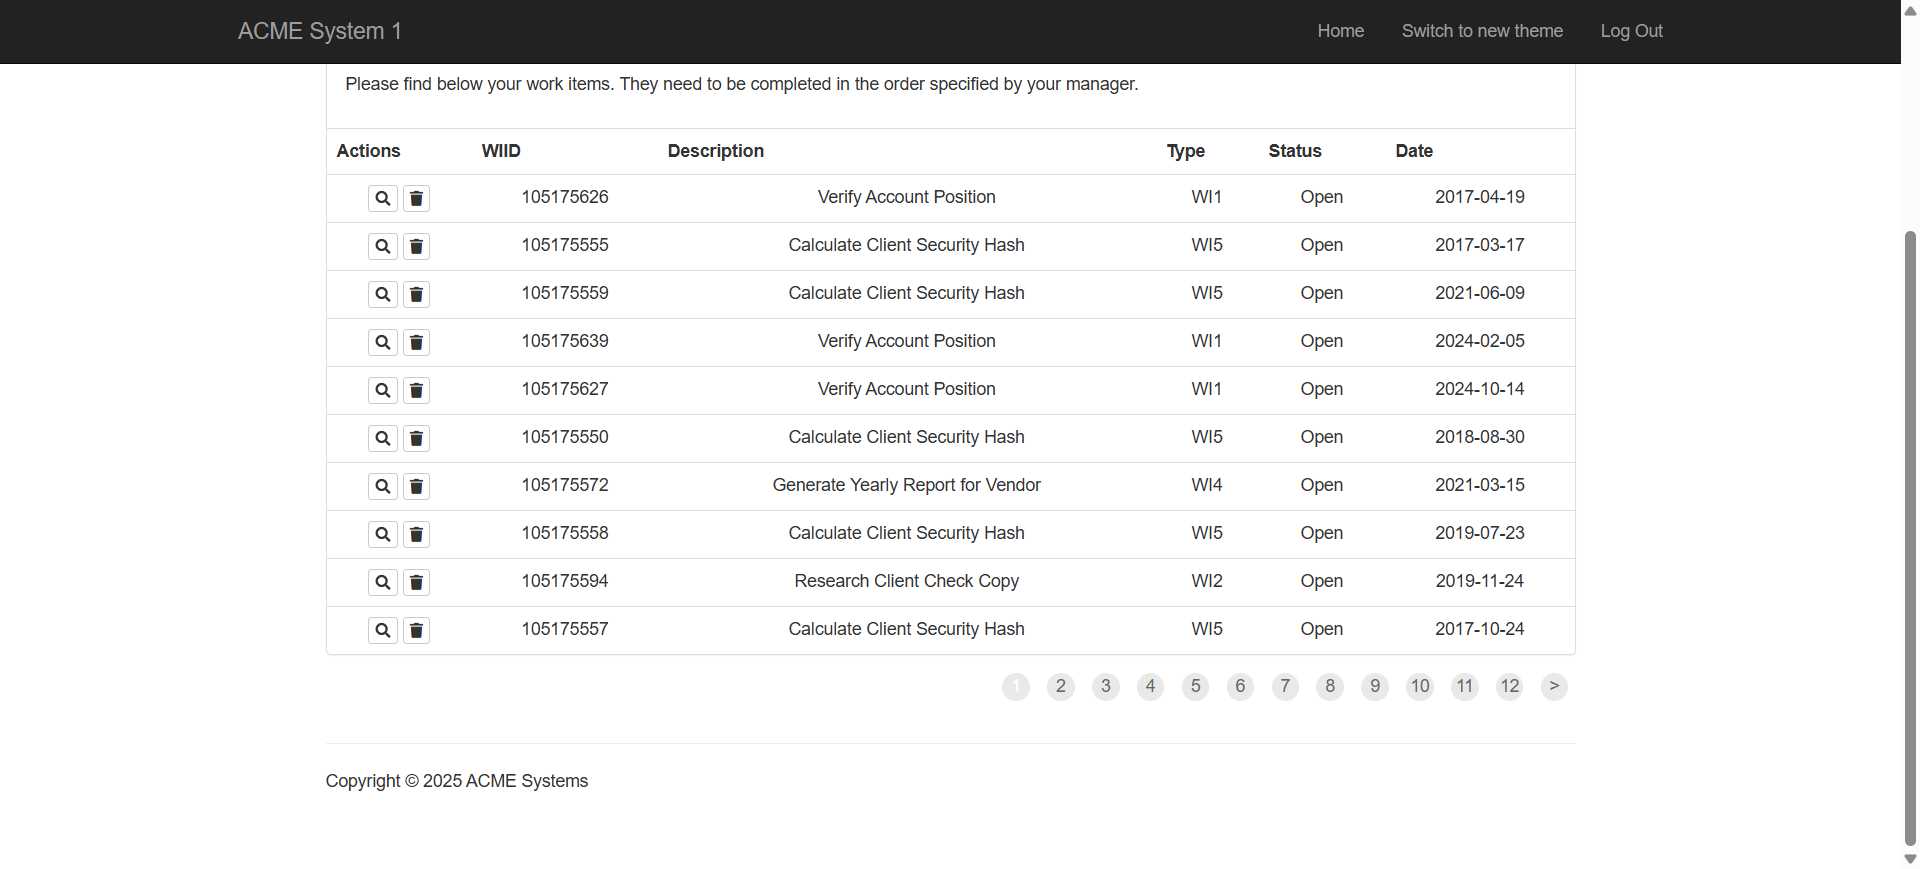 ACME System 1 Home Switch to new theme Log Out
Please find below your work items. They need to be completed in the order specified by your manager.
Actions WIID Description Type Status Date
105175626 Verify Account Position WI1 Open 2017-04-19
105175555 Calculate Client Security Hash WI5 Open 2017-03-17
105175559 Calculate Client Security Hash WI5 Open 2021-06-09
105175639 Verify Account Position WI1 Open 2024-02-05
105175627 Verify Account Position WI1 Open 2024-10-14
105175550 Calculate Client Security Hash WI5 Open 2018-08-30
105175572 Generate Yearly Report for Vendor WI4 Open 2021-03-15
105175558 Calculate Client Security Hash WI5 Open 2019-07-23
105175594 Research Client Check Copy WI2 Open 2019-11-24
105175557 Calculate Client Security Hash WI5 Open 2017-10-24
1 2 3 4 5 6 7 8 9 10 11 12 >
Copyright © 2025 ACME Systems